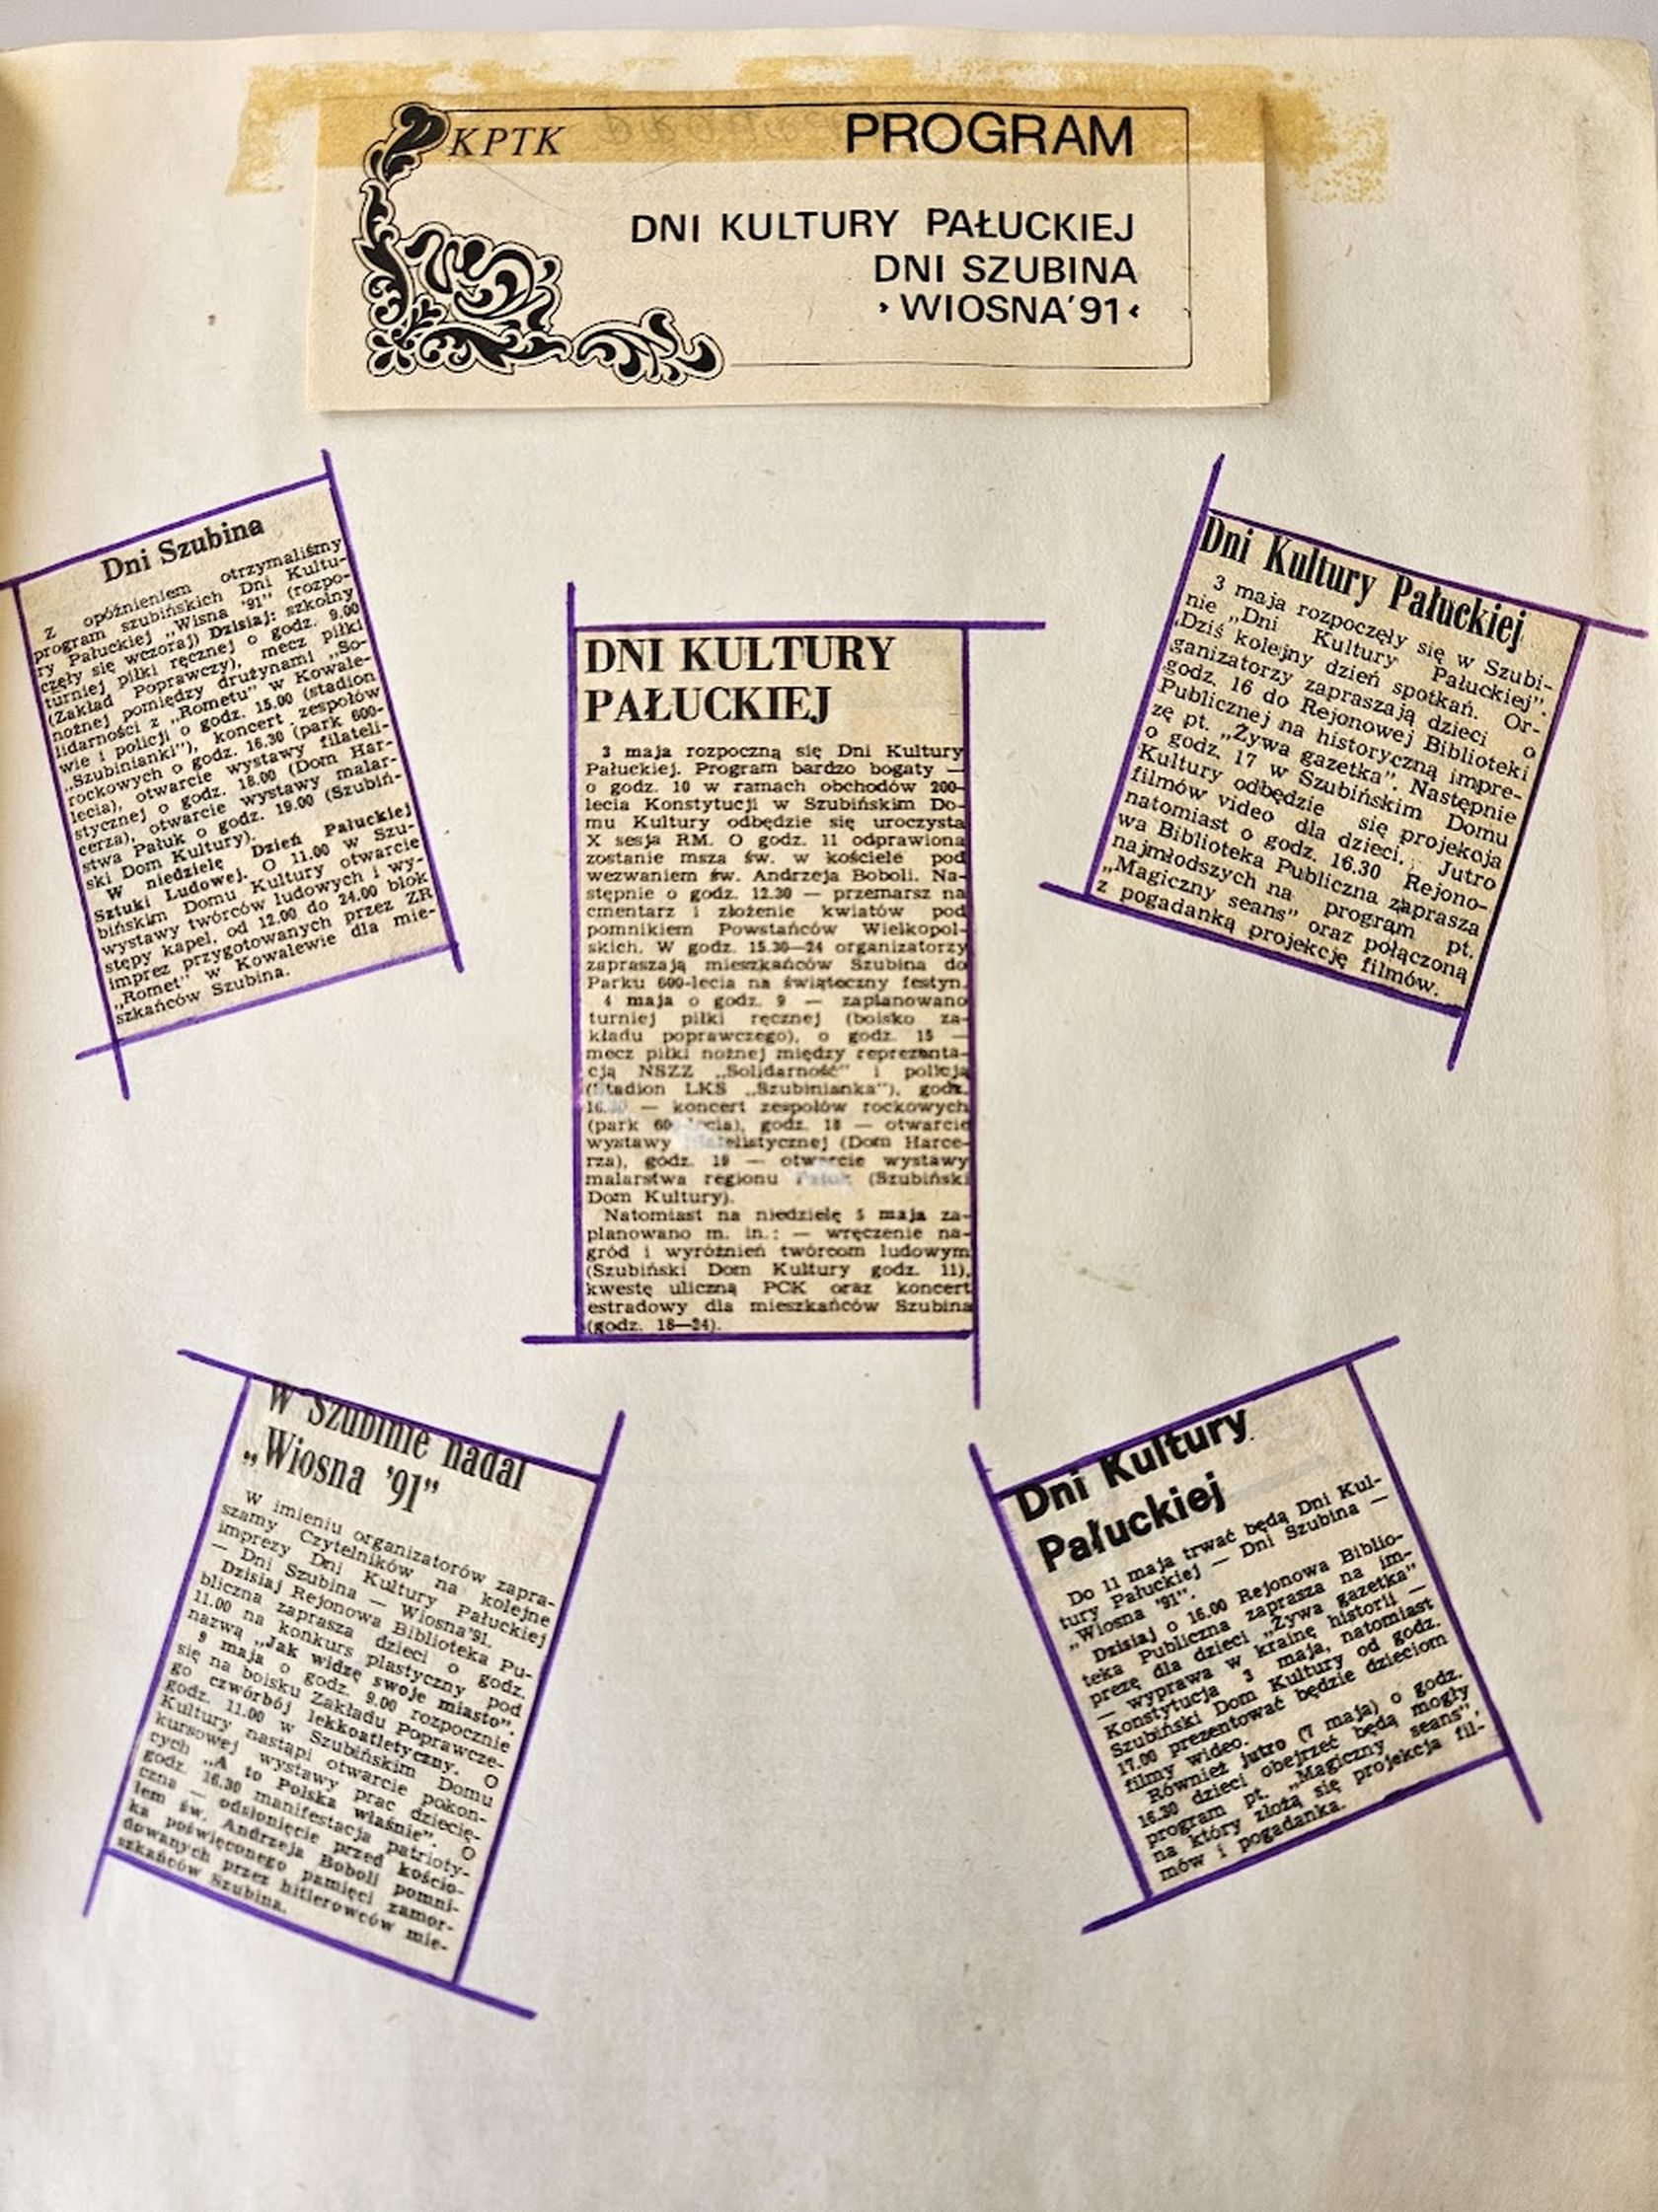 KPTK
PROGRAM
DNI KULTURY PAŁUCKIEJ
DNI SZUBINA
WIOSNA'91
Dni Szubina
Z opóźnieniem otrzymaliśmy
program szubińskich Dni Kultu-
ry Pałuckiej „Wisna '91” (rozpo-
częły się wczoraj) Dzisiaj: szkolny
turniej piłki ręcznej o godz. 9.00
(Zakład Poprawczy), mecz piłki
nożnej pomiędzy drużynami „So-
lidarności z „Rometu” w Kowale-
wie i policji o godz. 15.00 (stadion
„Szubinianki”), koncert zespołów
rockowych o godz. 16.30 (park 600-
lecia), otwarcie wystawy filateli-
stycznej o godz. 18.00 (Dom Har-
cerza), otwarcie wystawy malar-
stwa Pałuk o godz. 19.00 (Szubiń-
ski Dom Kultury).
W niedzielę Dzień Pałuckiej
Sztuki Ludowej. O 11.00 w Szu-
bińskim Domu Kultury otwarcie
wystawy twórców ludowych i wy-
stępy kapel, od 12.00 do 24.00 blok
imprez przygotowanych przez ZR
„Romet” w Kowalewie dla mie-
szkańców Szubina.
DNI KULTURY
PAŁUCKIEJ
3 maja rozpoczną się Dni Kultury
Pałuckiej. Program bardzo bogaty —
o godz. 10 w ramach obchodów 200-
lecia Konstytucji w Szubińskim Do-
mu Kultury odbędzie się uroczysta
X sesja RM. O godz. 11 odprawiona
zostanie msza św. w kościele pod
wezwaniem św. Andrzeja Boboli. Na-
stępnie o godz. 12.30 — przemarsz na
cmentarz i złożenie kwiatów pod
pomnikiem Powstańców Wielkopol-
skich. W godz. 15.30—24 organizatorzy
zapraszają mieszkańców Szubina do
Parku 600-lecia na świąteczny festyn.
4 maja o godz. 9 — zaplanowano
turniej piłki ręcznej (boisko za-
kładu poprawczego), o godz. 15 —
mecz piłki nożnej między reprezenta-
cją NSZZ „Solidarność” i policją
(Stadion LKS „Szubinianka”), godz.
— koncert zespołów rockowych
(park godz. 18 — otwarcie
wystawy (Dom Harce-
rza), godz. 19 — otwarcie wystawy
malarstwa regionu Pałuk (Szubiński
Dom Kultury).
Natomiast na niedzielę 5 maja za-
planowano m. in.: — wręczenie na-
gród i wyróżnień twórcom ludowym
(Szubiński Dom Kultury godz. 11),
kwestę uliczną PCK oraz koncert
estradowy dla mieszkańców Szubina
(godz. 18—24).
Dni Kultury Pałuckiej
3 maja rozpoczęły się w Szubi-
nie „Dni Kultury Pałuckiej”.
Dziś kolejny dzień spotkań. Or-
ganizatorzy zapraszają dzieci o
godz. 16 do Rejonowej Biblioteki
Publicznej na historyczną impre-
zę pt. „Żywa gazetka”. Następnie
o godz. 17 w Szubińskim Domu
Kultury odbędzie się projekcja
filmów video dla dzieci. Jutro
natomiast o godz. 16.30 Rejono-
wa Biblioteka Publiczna zaprasza
najmłodszych na program pt.
„Magiczny seans” oraz połączoną
z pogadanką projekcję filmów.
W Szubinie nadal
„Wiosna '91”
W imieniu organizatorów zapra-
szamy Czytelników na kolejne
imprezy Dni Kultury Pałuckiej
— Dni Szubina — Wiosna'91.
Dzisiaj Rejonowa Biblioteka Pu-
bliczna zaprasza dzieci o godz.
11.00 na konkurs plastyczny pod
nazwą „Jak widzę swoje miasto”.
9 maja o godz. 9.00 rozpocznie
się na boisku Zakładu Poprawcze-
go czwórbój lekkoatletyczny. O
godz. 11.00 w Szubińskim Domu
Kultury nastąpi otwarcie pokon-
kursowej wystawy prac dziecię-
cych „A to Polska właśnie”. O
godz. 16.30 manifestacja patrioty-
czna — odsłonięcie przed kościo-
łem św. Andrzeja Boboli pomni-
ka poświęconego pamięci zamor-
dowanych przez hitlerowców mie-
szkańców Szubina.
Dni Kultury
Pałuckiej
Do 11 maja trwać będą Dni Kul-
tury Pałuckiej — Dni Szubina —
„Wiosna '91”.
Dzisiaj o 16.00 Rejonowa Biblio-
teka Publiczna zaprasza na im-
prezę dla dzieci „Żywa gazetka”
— wyprawa w krainę historii —
Konstytucja 3 maja, natomiast
Szubiński Dom Kultury od godz.
17.00 prezentować będzie dzieciom
filmy wideo.
Również jutro (7 maja) o godz.
16.30 dzieci obejrzeć będą mogły
program pt. „Magiczny seans”,
na który złożą się projekcja fil-
mów i pogadanka.